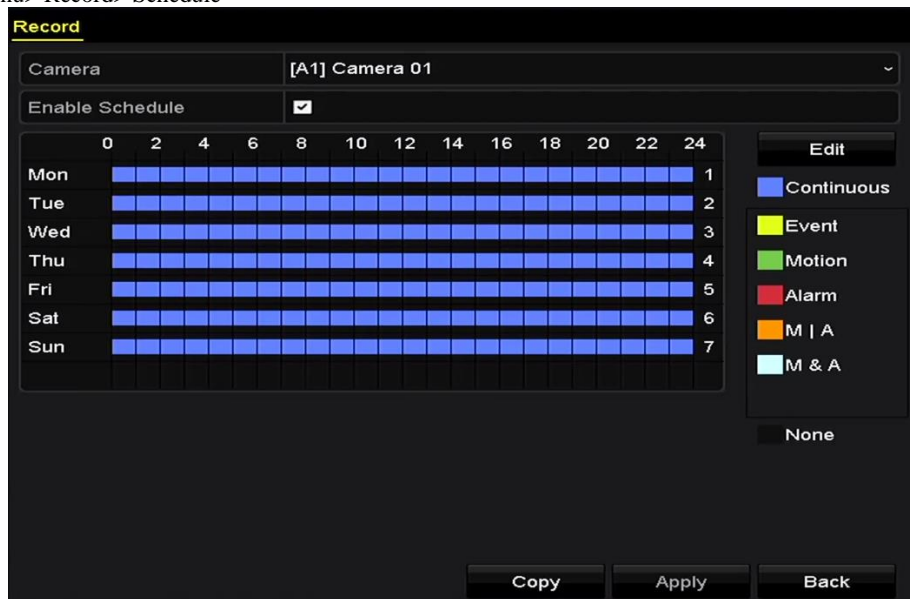 Record> Schedule
Record
Camera [A1] Camera 01
Enable Schedule
0 2 4 6 8 10 12 14 16 18 20 22 24
Edit
Mon 1
Continuous
Tue 2
Event
Wed 3
Thu 4
Motion
Fri 5
Alarm
Sat 6
M | A
Sun 7
M & A
None
Copy Apply Back